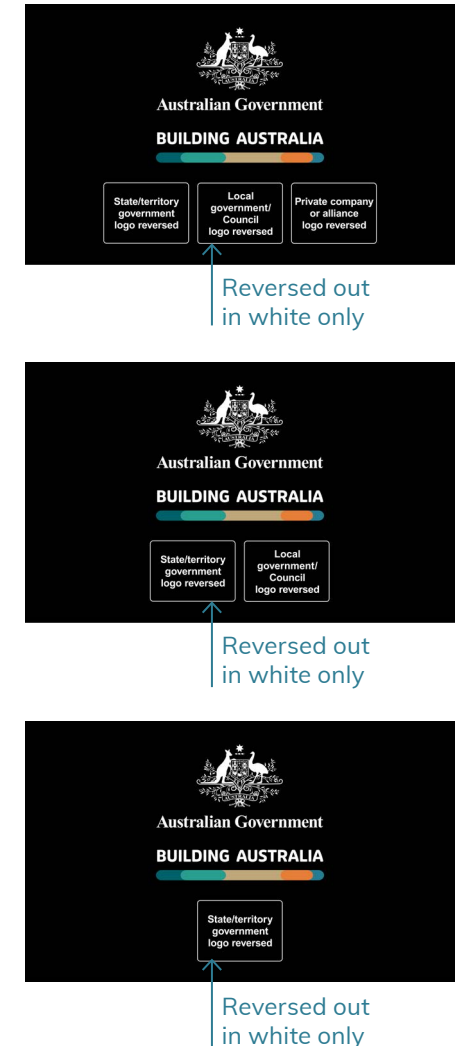 AUSTRALIA
Australian Government
BUILDING AUSTRALIA
State/territory
government
logo reversed
Local
government/
Council
logo reversed
Private company
or alliance
logo reversed
Reversed out
in white only
AUSTRALIA
Australian Government
BUILDING AUSTRALIA
State/territory
government
logo reversed
Local
government/
Council
logo reversed
Reversed out
in white only
AUSTRALIA
Australian Government
BUILDING AUSTRALIA
State/territory
government
logo reversed
Reversed out
in white only